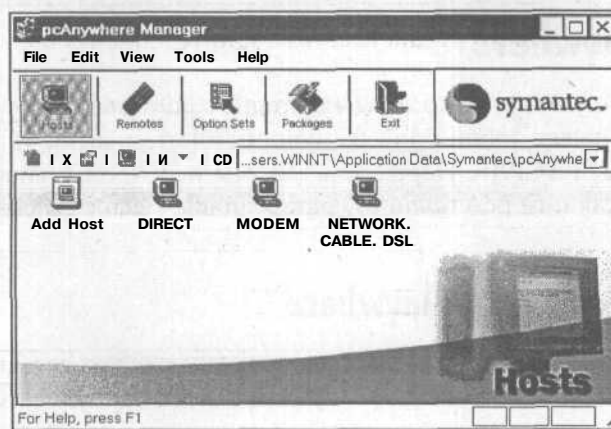 pcAnywhere Manager
File Edit View Tools Help
Hosts Remotes Option Sets Packages Exit symantec.
I X I I И I CD ...sers.WINNT\Application Data\Symantec\pcAnywhe
Add Host DIRECT MODEM NETWORK.
CABLE. DSL
Hosts
For Help, press F1